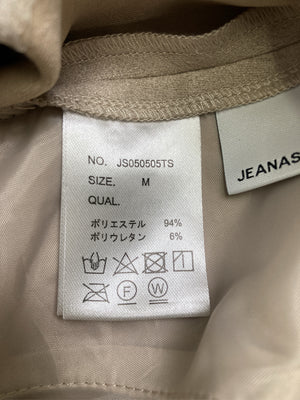 NO. JS050505TS
SIZE. M
QUAL.
ポリエステル 94%
ポリウレタン 6%
F
W
JEANAS